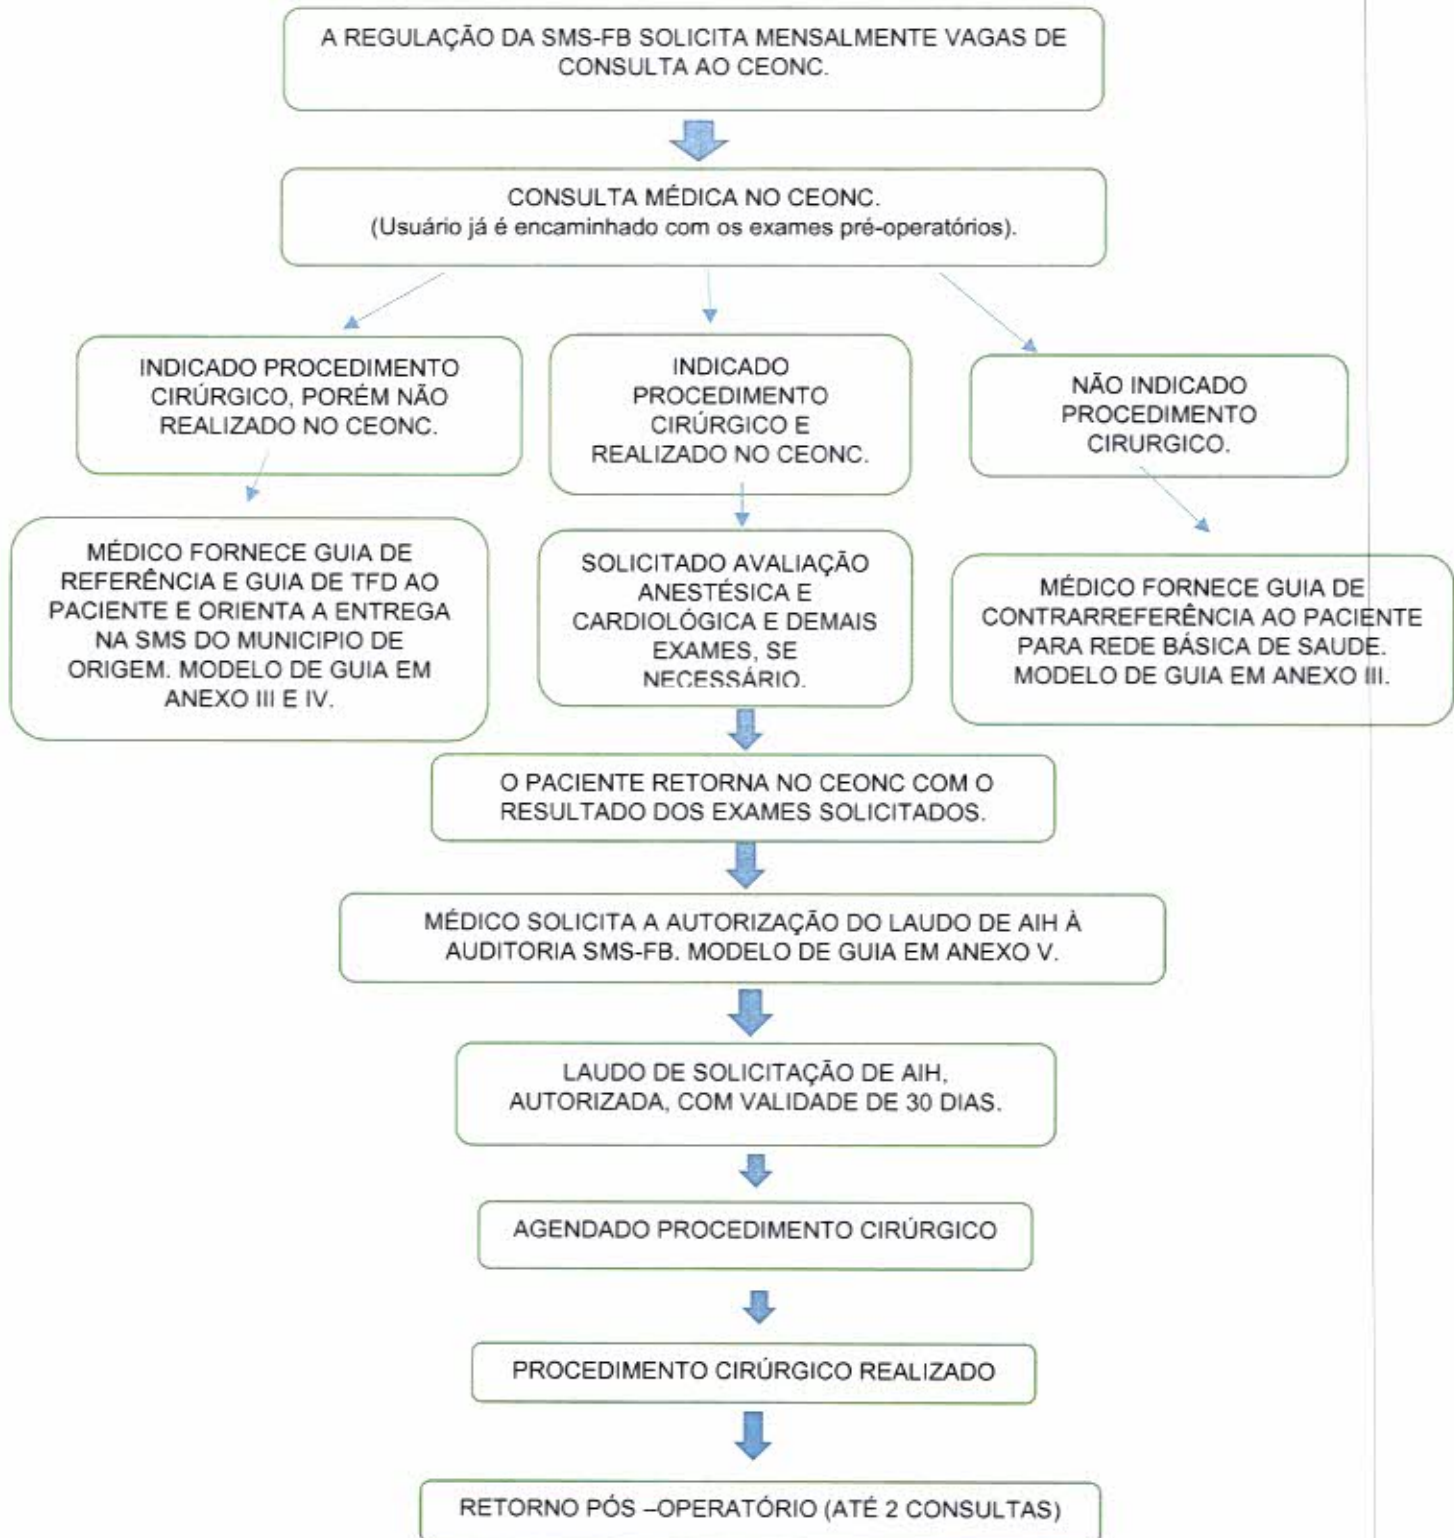 A REGULAÇÃO DA SMS-FB SOLICITA MENSALMENTE VAGAS DE
CONSULTA AO CEONC.
CONSULTA MÉDICA NO CEONC.
(Usuário já é encaminhado com os exames pré-operatórios).
INDICADO PROCEDIMENTO
CIRÚRGICO, PORÉM NÃO
REALIZADO NO CEONC.
INDICADO
PROCEDIMENTO
CIRÚRGICO E
REALIZADO NO CEONC.
NÃO INDICADO
PROCEDIMENTO
CIRURGICO.
MÉDICO FORNECE GUIA DE
REFERÊNCIA E GUIA DE TFD AO
PACIENTE E ORIENTA A ENTREGA
NA SMS DO MUNICIPIO DE
ORIGEM. MODELO DE GUIA EM
ANEXO III E IV.
SOLICITADO AVALIAÇÃO
ANESTÉSICA E
CARDIOLÓGICA E DEMAIS
EXAMES, SE
NECESSÁRIO.
MÉDICO FORNECE GUIA DE
CONTRARREFERÊNCIA AO PACIENTE
PARA REDE BÁSICA DE SAUDE.
MODELO DE GUIA EM ANEXO III.
O PACIENTE RETORNA NO CEONC COM O
RESULTADO DOS EXAMES SOLICITADOS.
MÉDICO SOLICITA A AUTORIZAÇÃO DO LAUDO DE AIH À
AUDITORIA SMS-FB. MODELO DE GUIA EM ANEXO V.
LAUDO DE SOLICITAÇÃO DE AIH,
AUTORIZADA, COM VALIDADE DE 30 DIAS.
AGENDADO PROCEDIMENTO CIRÚRGICO
PROCEDIMENTO CIRÚRGICO REALIZADO
RETORNO PÓS –OPERATÓRIO (ATÉ 2 CONSULTAS)